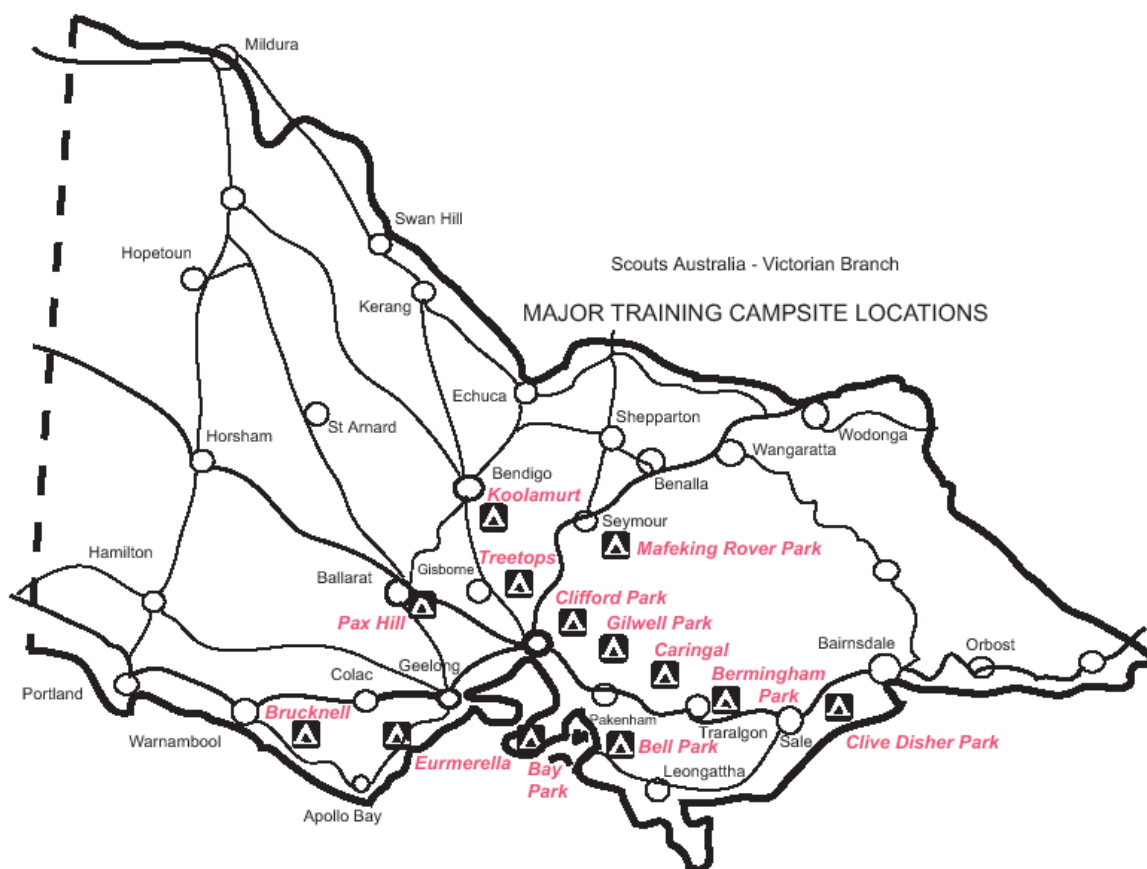 Mildura
Swan Hill
Hopetoun
Scouts Australia - Victorian Branch
Kerang
MAJOR TRAINING CAMPSITE LOCATIONS
Echuca
Shepparton
St Arnard
Horsham
Wodonga
Wangaratta
Bendigo
Benalla
Koolamurt
Seymour
Mafeking Rover Park
Hamilton
Treetops
Gisborne
Ballarat
Clifford Park
Pax Hill
Gilwell Park
Caringal
Bairnsdale
Orbost
Geelong
Bermingham
Park
Colac
Portland
Brucknell
Pakenham
Traralgon
Sale
Warnambool
Clive Disher Park
Bell Park
Eurmerella
Bay
Park
Leongattha
Apollo Bay